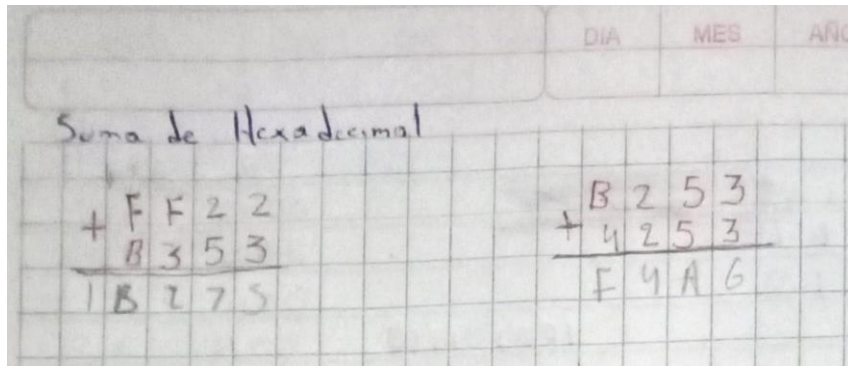 DIA MES AÑO
Suma de Hexadecimal
F F 2 2
+ B 3 5 3
1 B 2 7 5
B 2 5 3
+ 4 2 5 3
F 4 A 6